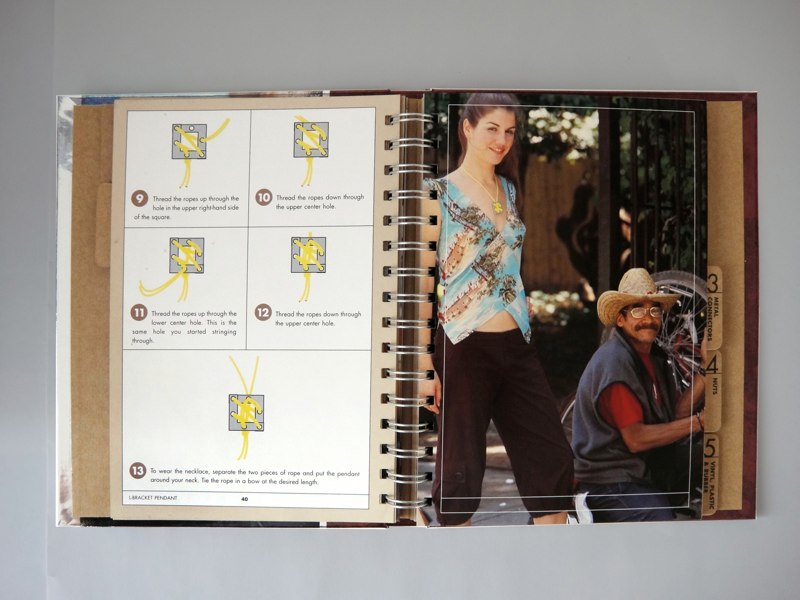 9 Thread the ropes up through the
hole in the upper right-hand side
of the square.
10 Thread the ropes down through
the upper center hole.
11 Thread the ropes up through the
lower center hole. This is the
same hole you started stringing
through.
12 Thread the ropes down through
the upper center hole.
13 To wear the necklace, separate the two pieces of rope and put the pendant
around your neck. Tie the rope in a bow at the desired length.
L-BRACKET PENDANT
40
3
METAL
CONNECTORS
4
NUTS
5
VINYL, PLASTIC
& RUBBER